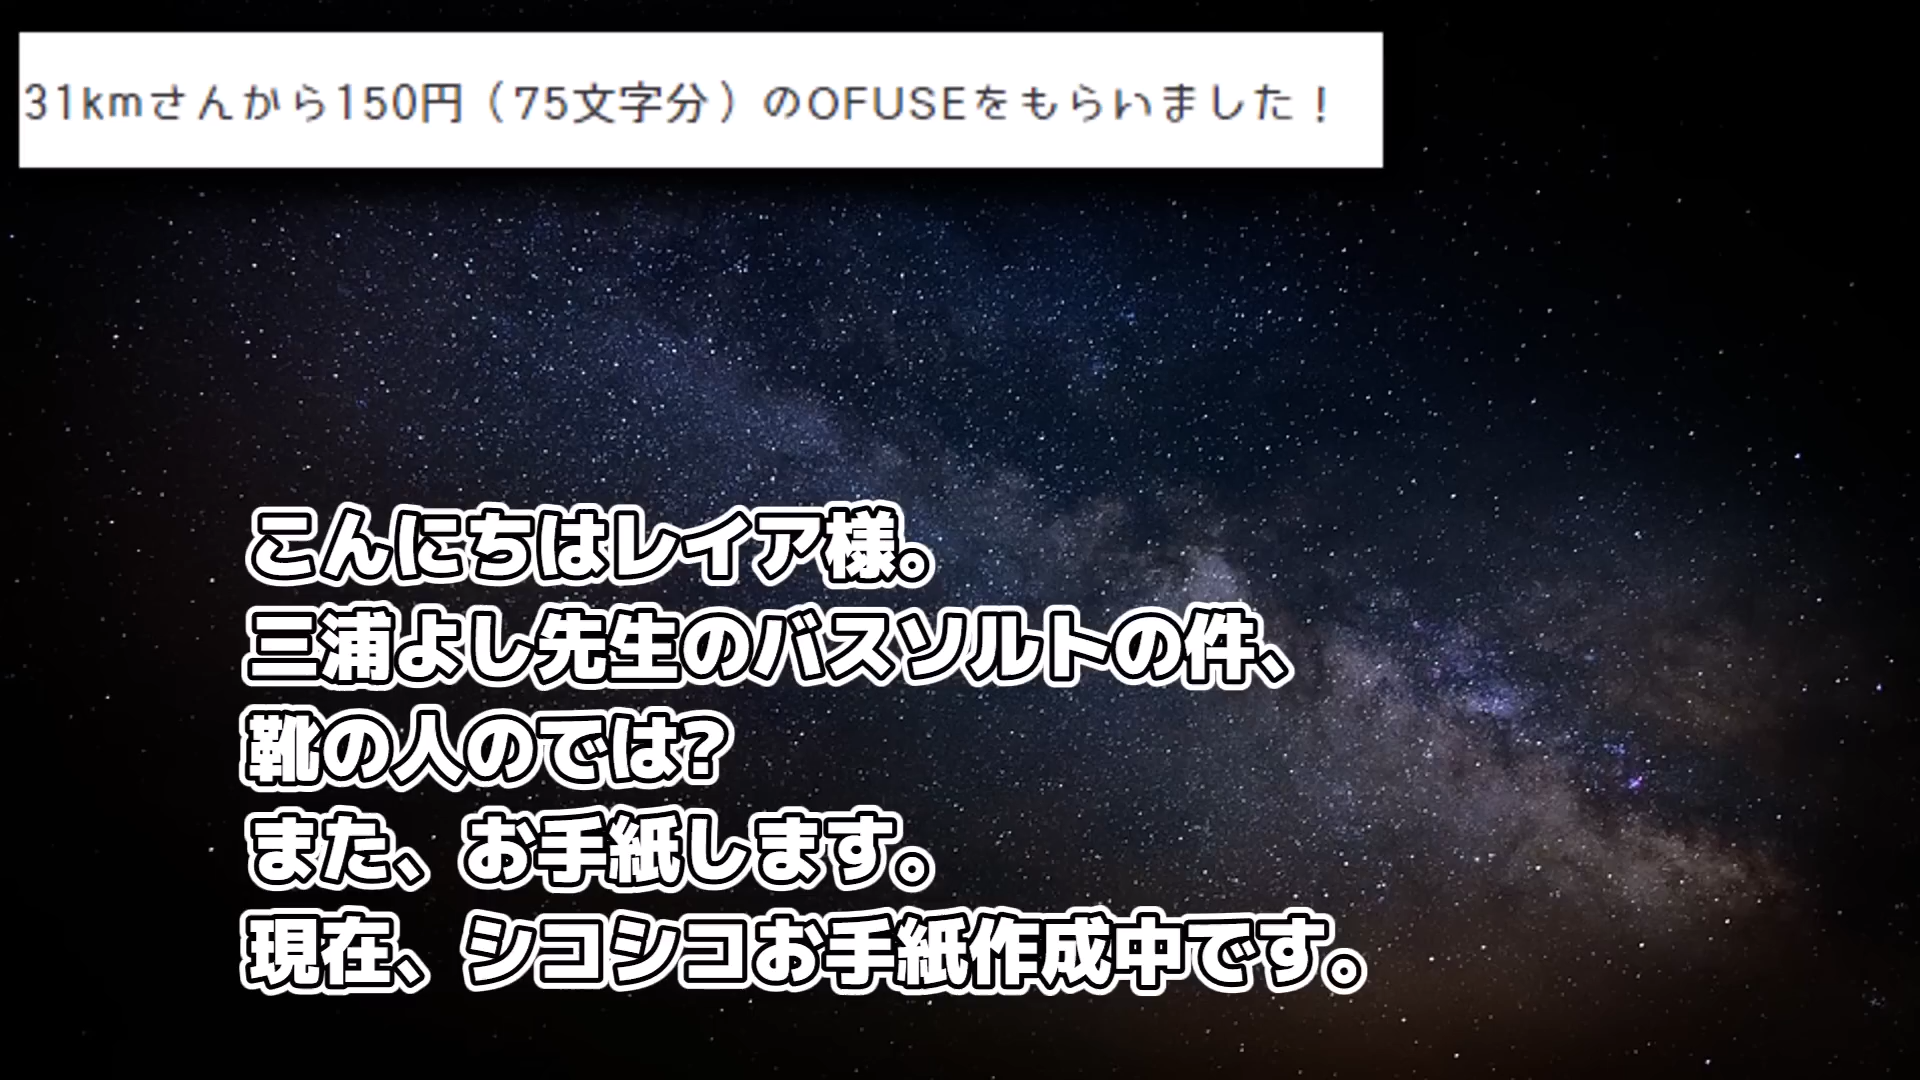 31kmさんから150円（75文字分）のOFUSEをもらいました！
こんにちはレイア様。
三浦よし先生のバスソルトの件、
靴の人のでは?
また、お手紙します。
現在、シコシコお手紙作成中です。